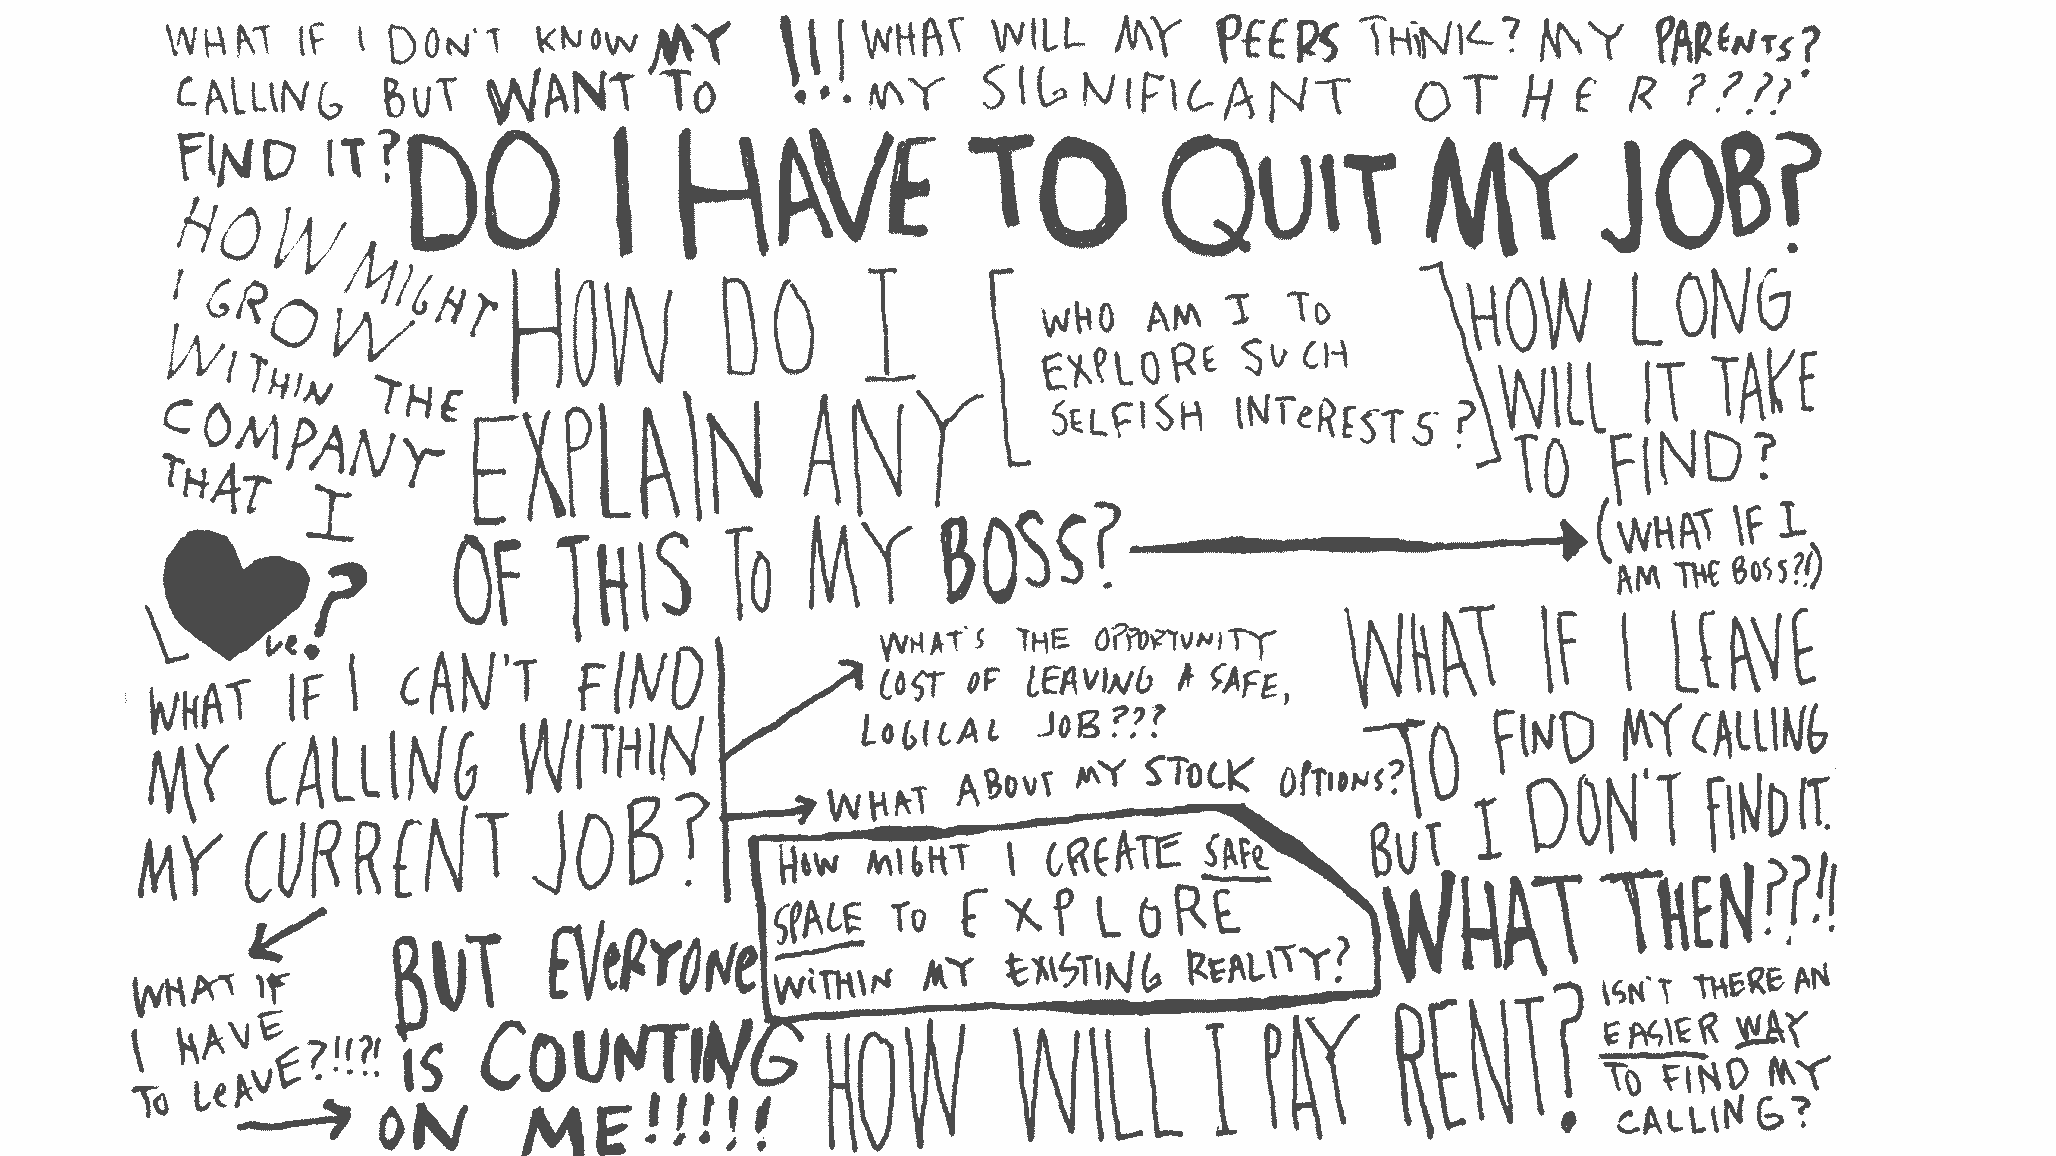 WHAT IF I DON'T KNOW MY
CALLING BUT WANT TO
FIND IT?
!!!
WHAT WILL MY PEERS THINK? MY PARENTS?
MY SIGNIFICANT OTHER????
DO I HAVE TO QUIT MY JOB?
HOW MIGHT
I GROW
WITHIN THE
COMPANY
THAT I
LOve?
HOW DO I
EXPLAIN ANY
OF THIS TO MY BOSS?
WHO AM I TO
EXPLORE SUCH
SELFISH INTeRESTS?
HOW LONG
WILL IT TAKE
TO FIND?
(WHAT IF I
AM THE BOSS?!)
WHAT IF I CAN'T FIND
MY CALLING WITHIN
MY CURRENT JOB?
WHAT'S THE OPPORTUNITY
COST OF LEAVING A SAFE,
LOGICAL JOB???
WHAT ABOUT MY STOCK OPTIONS?
WHAT IF I LEAVE
TO FIND MY CALLING
BUT I DON'T FIND IT.
WHAT THEN??!!
HOW MIGHT I CREATE SAFe
SPACE TO EXPLORE
WiTHIN MY EXISTING REALITY?
WHAT IF
I HAVE
TO LeAVE?!!?!
BUT EVeRYONe
IS COUNTING
ON ME!!!!!
HOW WILL I PAY RENT?
ISN'T THERE AN
EASIER WAY
TO FIND MY
CALLING?